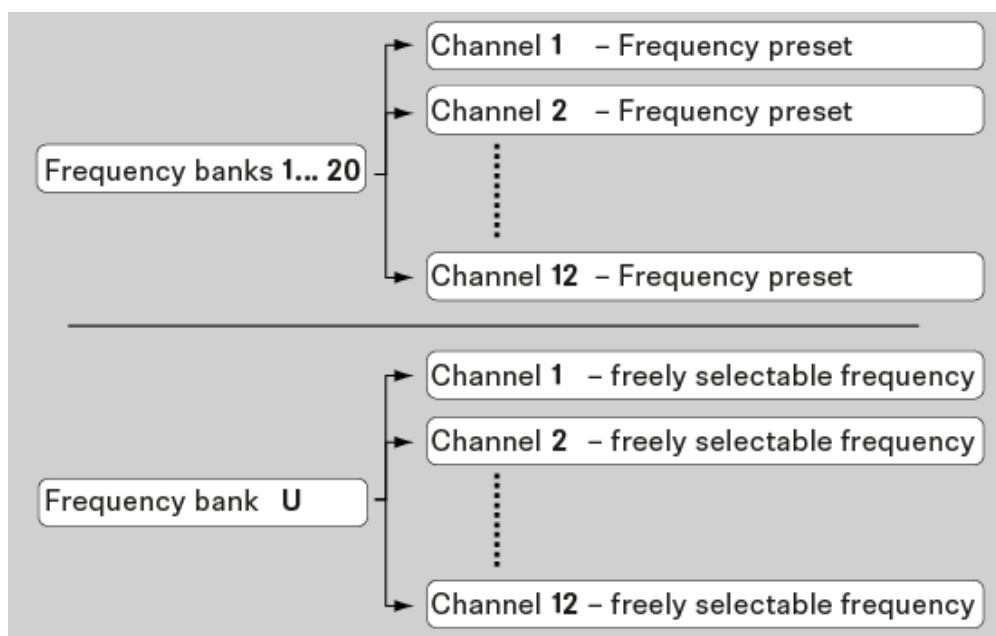 Channel 1 – Frequency preset
Channel 2 – Frequency preset
Frequency banks 1... 20
Channel 12 – Frequency preset
Channel 1 – freely selectable frequency
Channel 2 – freely selectable frequency
Frequency bank U
Channel 12 – freely selectable frequency